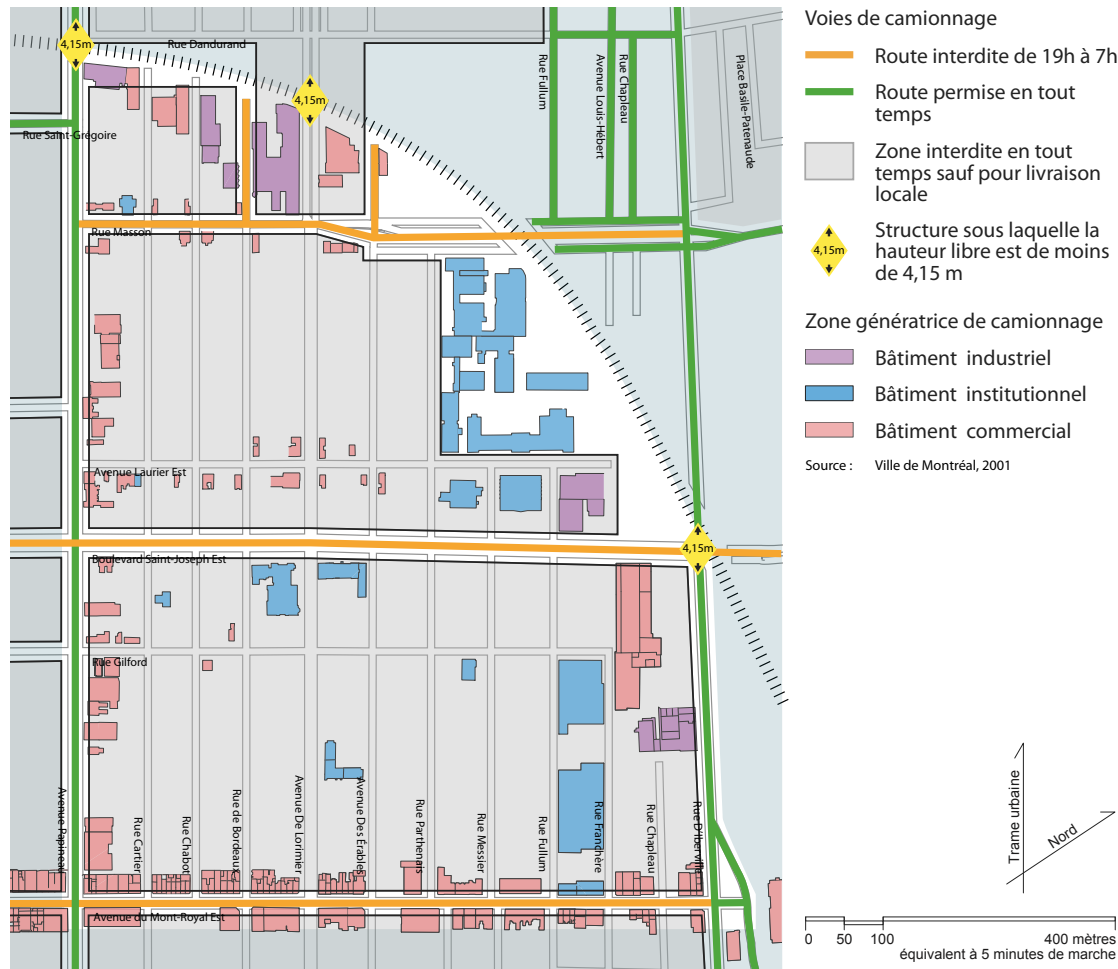 4,15m
Rue Dandurand
4,15m
Rue Saint-Grégoire
Rue Fullum
Avenue Louis-Hébert
Rue Chapleau
Place Basile-Patenaude
Rue Masson
Avenue Laurier Est
4,15m
Boulevard Saint-Joseph Est
Rue Gilford
Avenue Papineau
Rue Cartier
Rue Chabot
Rue de Bordeaux
Avenue De Lorimier
Avenue Des Érables
Rue Parthenais
Rue Messier
Rue Fullum
Rue Franchère
Rue Chapleau
Rue D'Iberville
Avenue du Mont-Royal Est
Voies de camionnage
Route interdite de 19h à 7h
Route permise en tout
temps
Zone interdite en tout
temps sauf pour livraison
locale
4,15m
Structure sous laquelle la
hauteur libre est de moins
de 4,15 m
Zone génératrice de camionnage
Bâtiment industriel
Bâtiment institutionnel
Bâtiment commercial
Source : Ville de Montréal, 2001
Trame urbaine
Nord
0 50 100 400 mètres
équivalent à 5 minutes de marche